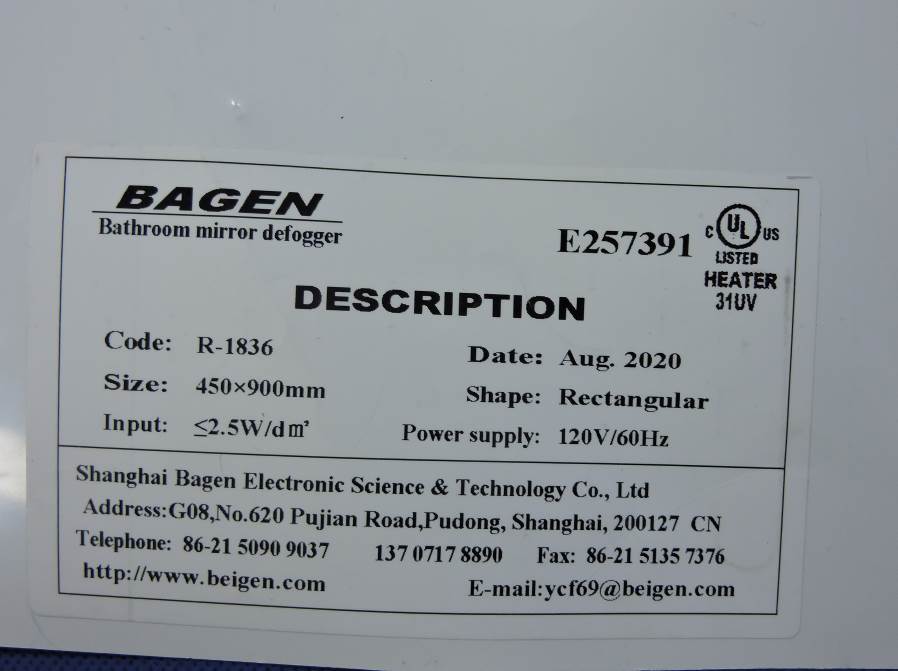 BAGEN
Bathroom mirror defogger
E257391
c UL US
LISTED
HEATER
31UV
DESCRIPTION
Code: R-1836
Date: Aug. 2020
Size: 450×900mm
Shape: Rectangular
Input: ≤2.5W/d㎡
Power supply: 120V/60Hz
Shanghai Bagen Electronic Science & Technology Co., Ltd
Address:G08,No.620 Pujian Road,Pudong, Shanghai, 200127 CN
Telephone: 86-21 5090 9037 137 0717 8890 Fax: 86-21 5135 7376
http://www.beigen.com E-mail:ycf69@beigen.com